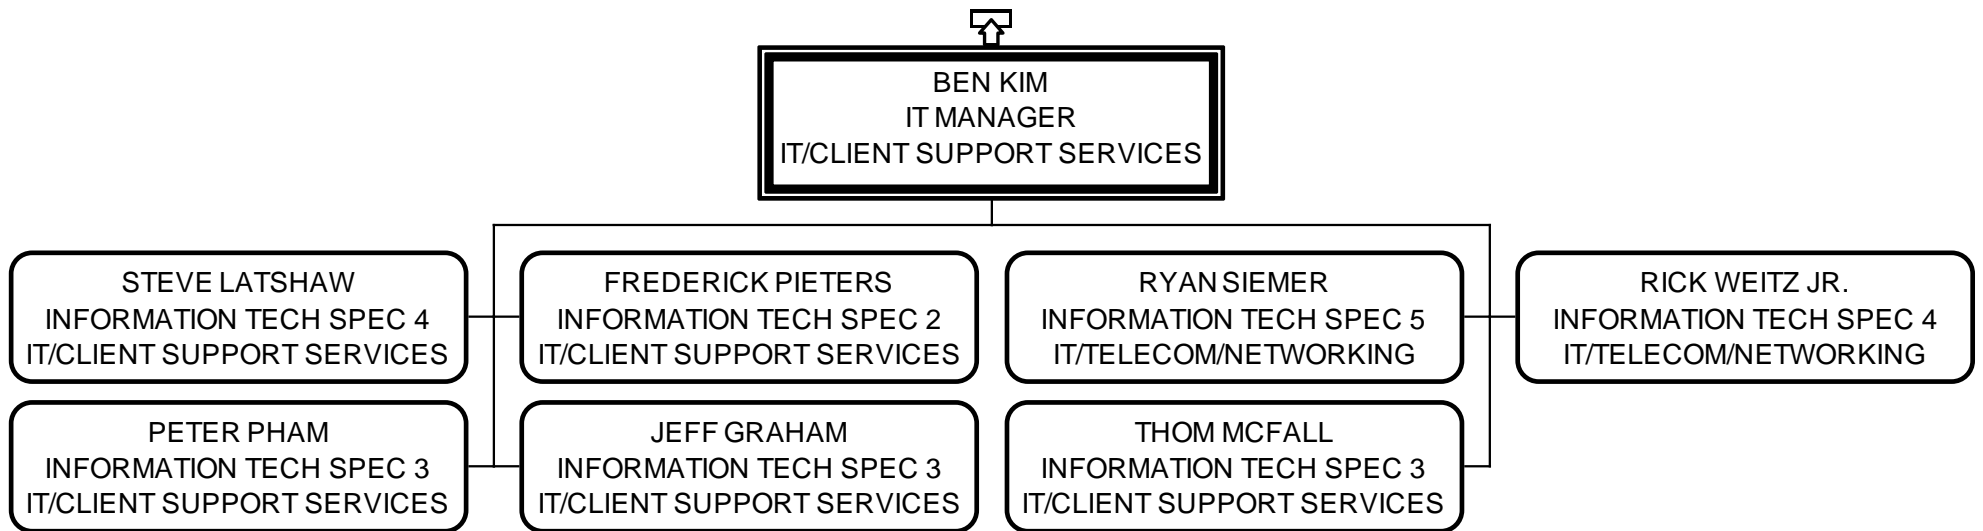 BEN KIM
IT MANAGER
IT/CLIENT SUPPORT SERVICES
STEVE LATSHAW
INFORMATION TECH SPEC 4
IT/CLIENT SUPPORT SERVICES
FREDERICK PIETERS
INFORMATION TECH SPEC 2
IT/CLIENT SUPPORT SERVICES
RYAN SIEMER
INFORMATION TECH SPEC 5
IT/TELECOM/NETWORKING
RICK WEITZ JR.
INFORMATION TECH SPEC 4
IT/TELECOM/NETWORKING
PETER PHAM
INFORMATION TECH SPEC 3
IT/CLIENT SUPPORT SERVICES
JEFF GRAHAM
INFORMATION TECH SPEC 3
IT/CLIENT SUPPORT SERVICES
THOM MCFALL
INFORMATION TECH SPEC 3
IT/CLIENT SUPPORT SERVICES